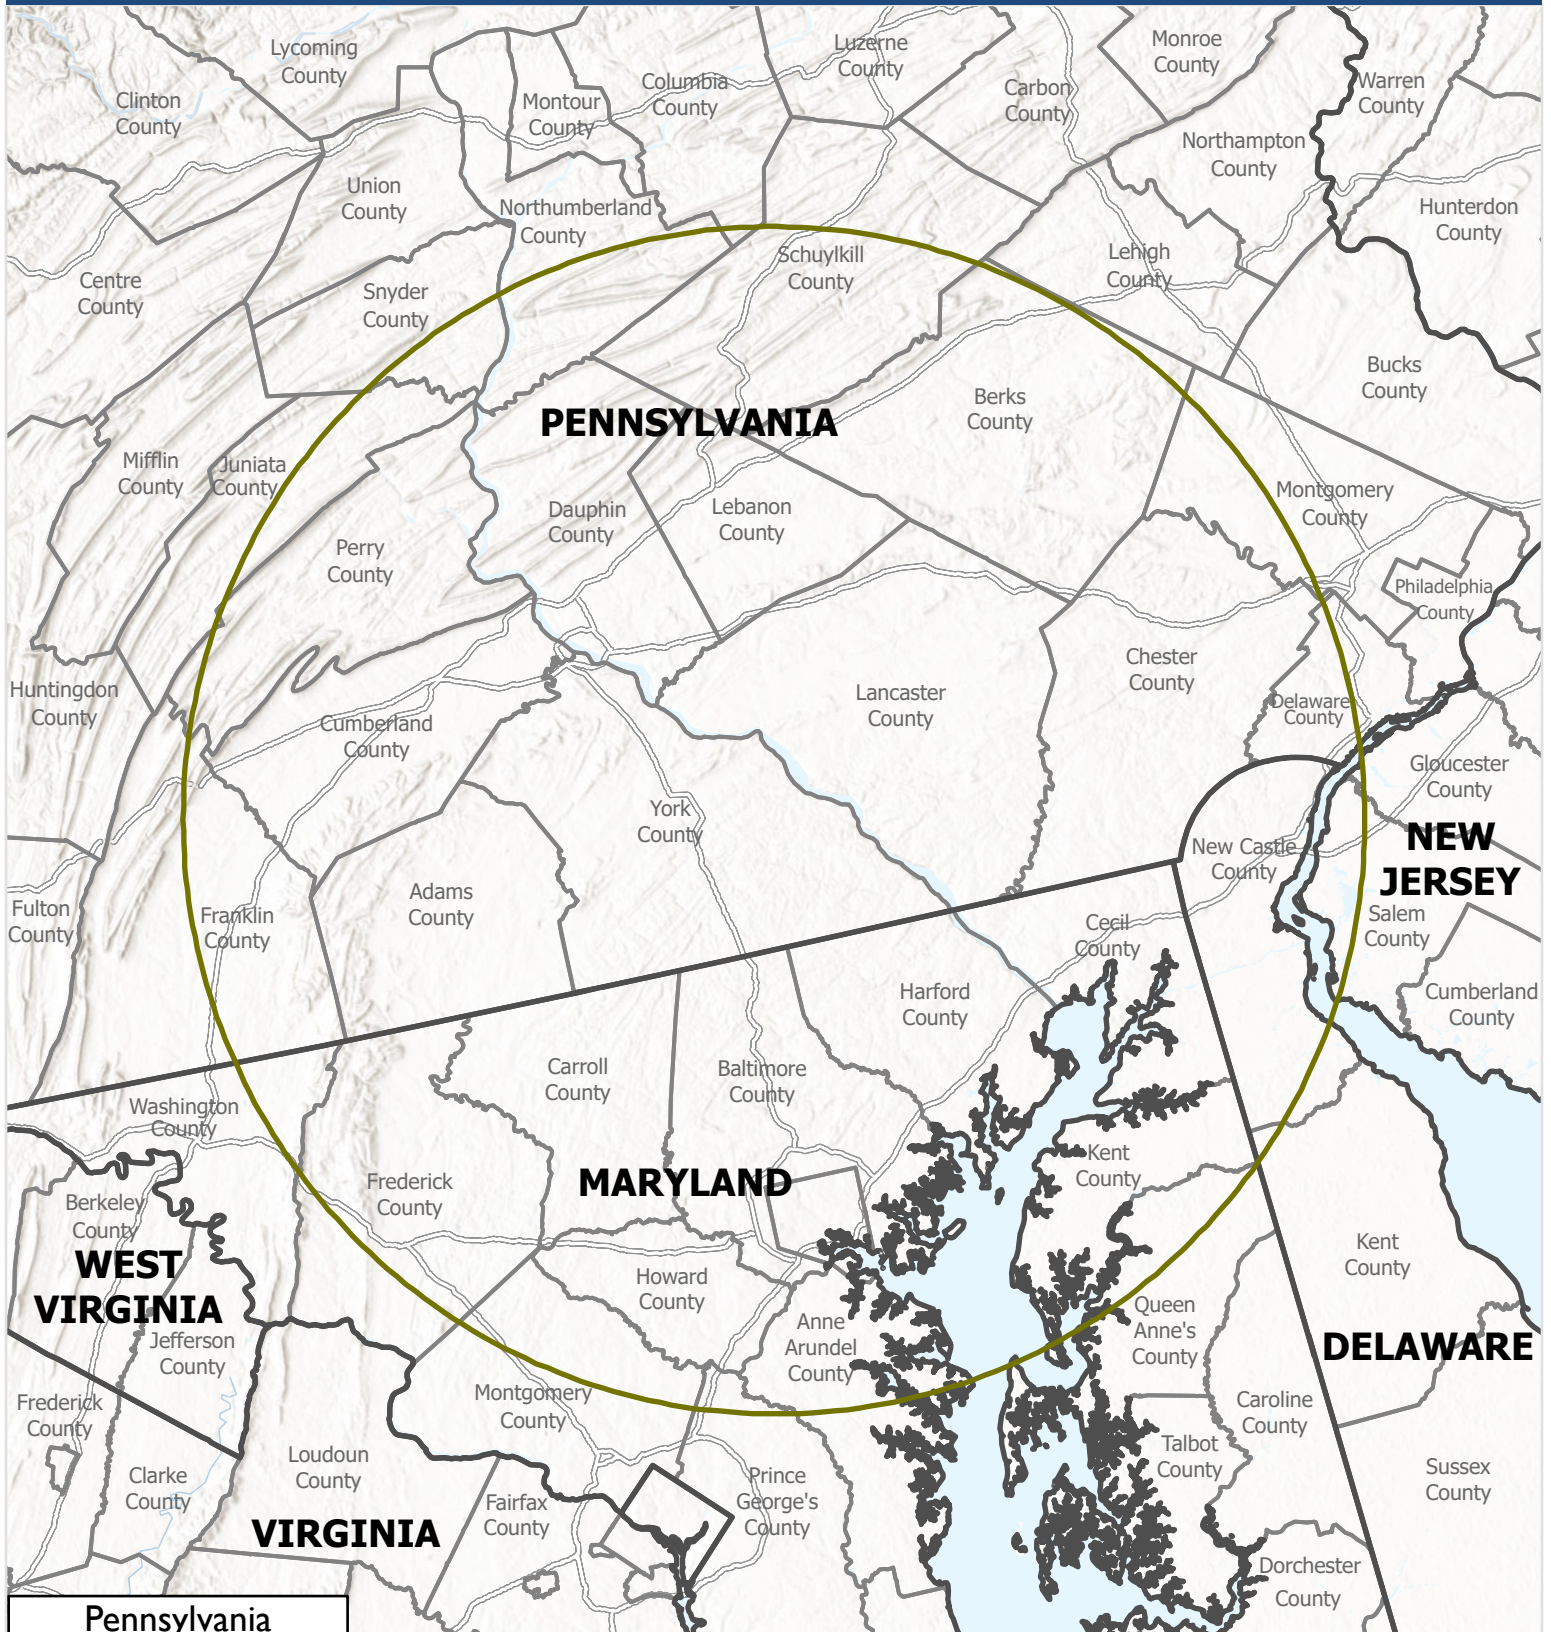 Lycoming
County
Luzerne
County
Monroe
County
Clinton
County
Montour
County
Columbia
County
Carbon
County
Warren
County
Northampton
County
Union
County
Northumberland
County
Hunterdon
County
Centre
County
Snyder
County
Schuylkill
County
Lehigh
County
Bucks
County
PENNSYLVANIA
Berks
County
Mifflin
County
Juniata
County
Dauphin
County
Lebanon
County
Montgomery
County
Perry
County
Philadelphia
County
Huntingdon
County
Cumberland
County
Lancaster
County
Chester
County
Delaware
County
Gloucester
County
York
County
New Castle
County
NEW
JERSEY
Fulton
County
Franklin
County
Adams
County
Cecil
County
Salem
County
Harford
County
Cumberland
County
Carroll
County
Baltimore
County
Washington
County
Berkeley
County
Frederick
County
MARYLAND
Kent
County
WEST
VIRGINIA
Howard
County
Kent
County
Jefferson
County
Anne
Arundel
County
Queen
Anne's
County
DELAWARE
Frederick
County
Montgomery
County
Caroline
County
Clarke
County
Loudoun
County
Fairfax
County
Prince
George's
County
Talbot
County
Sussex
County
VIRGINIA
Dorchester
County
Pennsylvania